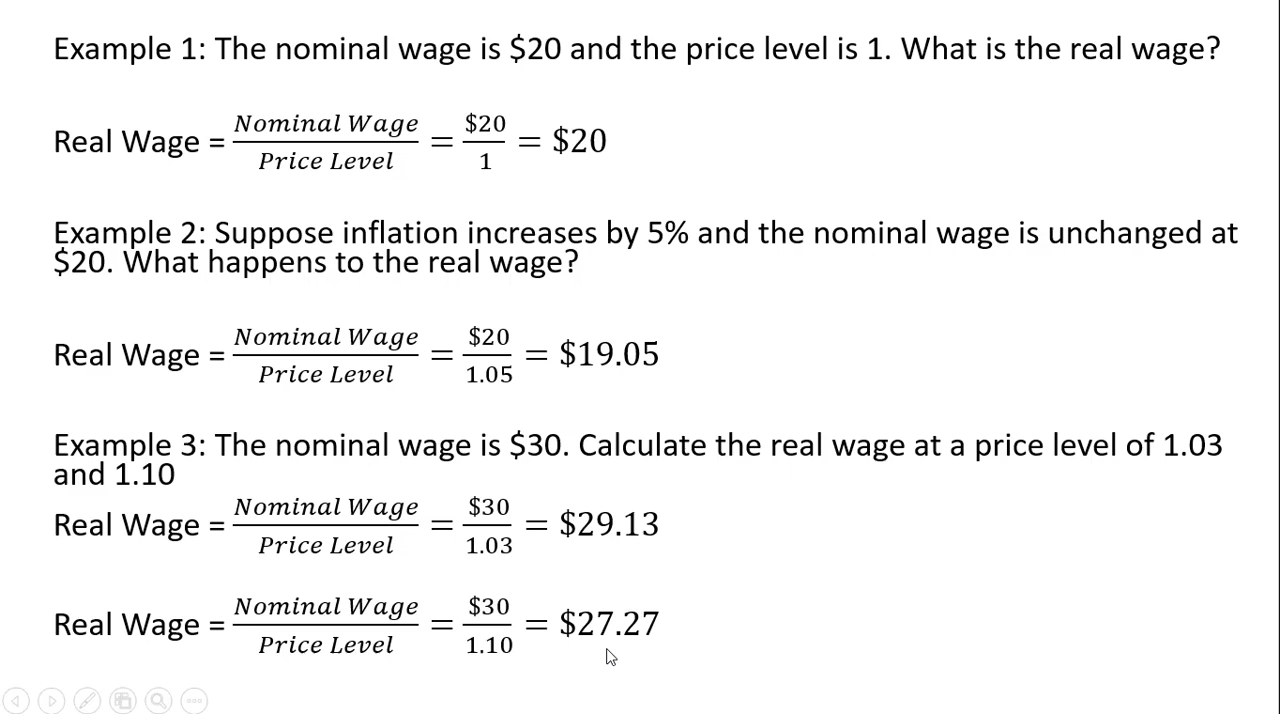 Example 1: The nominal wage is $20 and the price level is 1. What is the real wage?
Real Wage = Nominal Wage / Price Level = $20 / 1 = $20
Example 2: Suppose inflation increases by 5% and the nominal wage is unchanged at
$20. What happens to the real wage?
Real Wage = Nominal Wage / Price Level = $20 / 1.05 = $19.05
Example 3: The nominal wage is $30. Calculate the real wage at a price level of 1.03
and 1.10
Real Wage = Nominal Wage / Price Level = $30 / 1.03 = $29.13
Real Wage = Nominal Wage / Price Level = $30 / 1.10 = $27.27